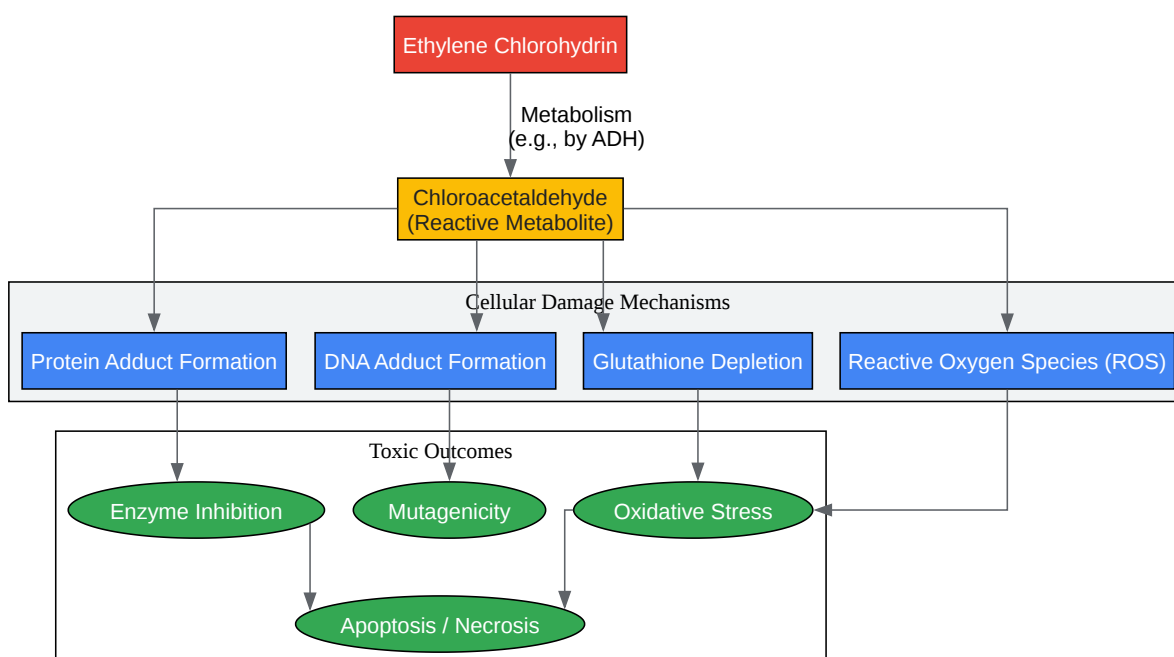 Ethylene Chlorohydrin
Metabolism
(e.g., by ADH)
Chloroacetaldehyde
(Reactive Metabolite)
Cellular Damage Mechanisms
Protein Adduct Formation
DNA Adduct Formation
Glutathione Depletion
Reactive Oxygen Species (ROS)
Toxic Outcomes
Enzyme Inhibition
Mutagenicity
Oxidative Stress
Apoptosis / Necrosis